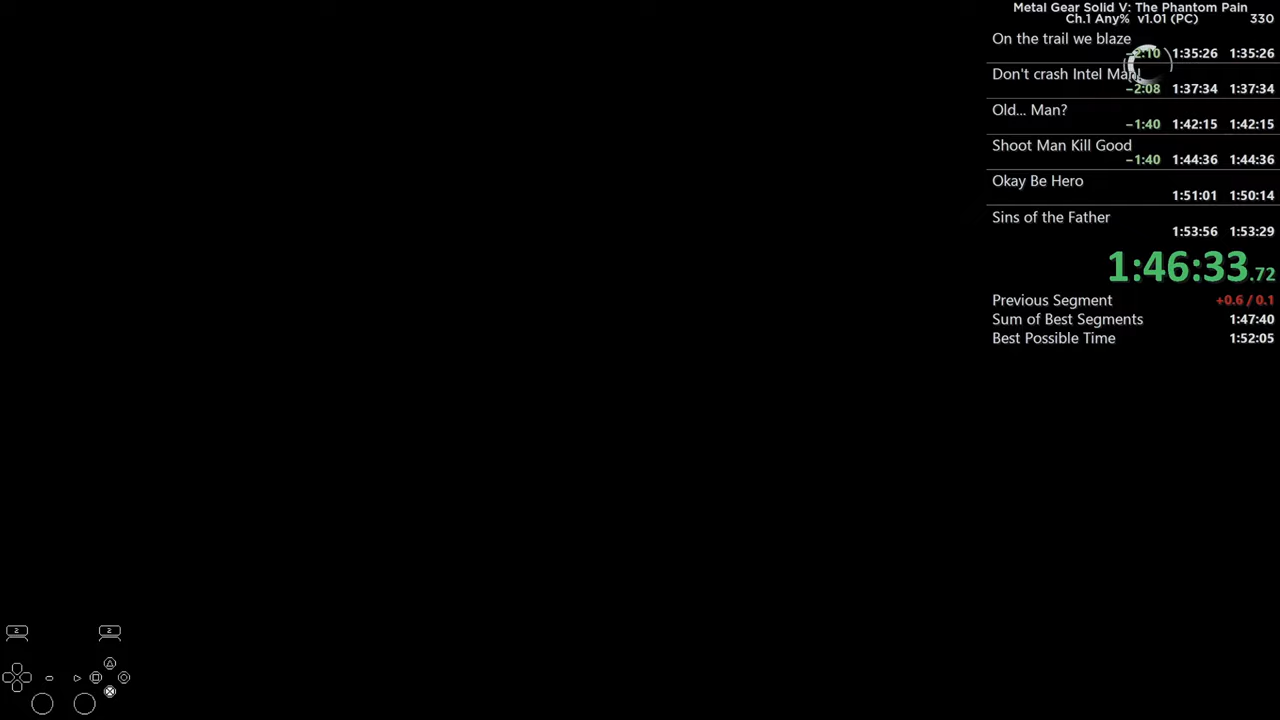 Metal Gear Solid V: The Phantom Pain
Ch.1 Any% v1.01 (PC) 330
On the trail we blaze
-2:10 1:35:26 1:35:26
Don't crash Intel Man!
-2:08 1:37:34 1:37:34
Old... Man?
-1:40 1:42:15 1:42:15
Shoot Man Kill Good
-1:40 1:44:36 1:44:36
Okay Be Hero
1:51:01 1:50:14
Sins of the Father
1:53:56 1:53:29
1:46:33.72
Previous Segment +0.6 / 0.1
Sum of Best Segments 1:47:40
Best Possible Time 1:52:05
2 2